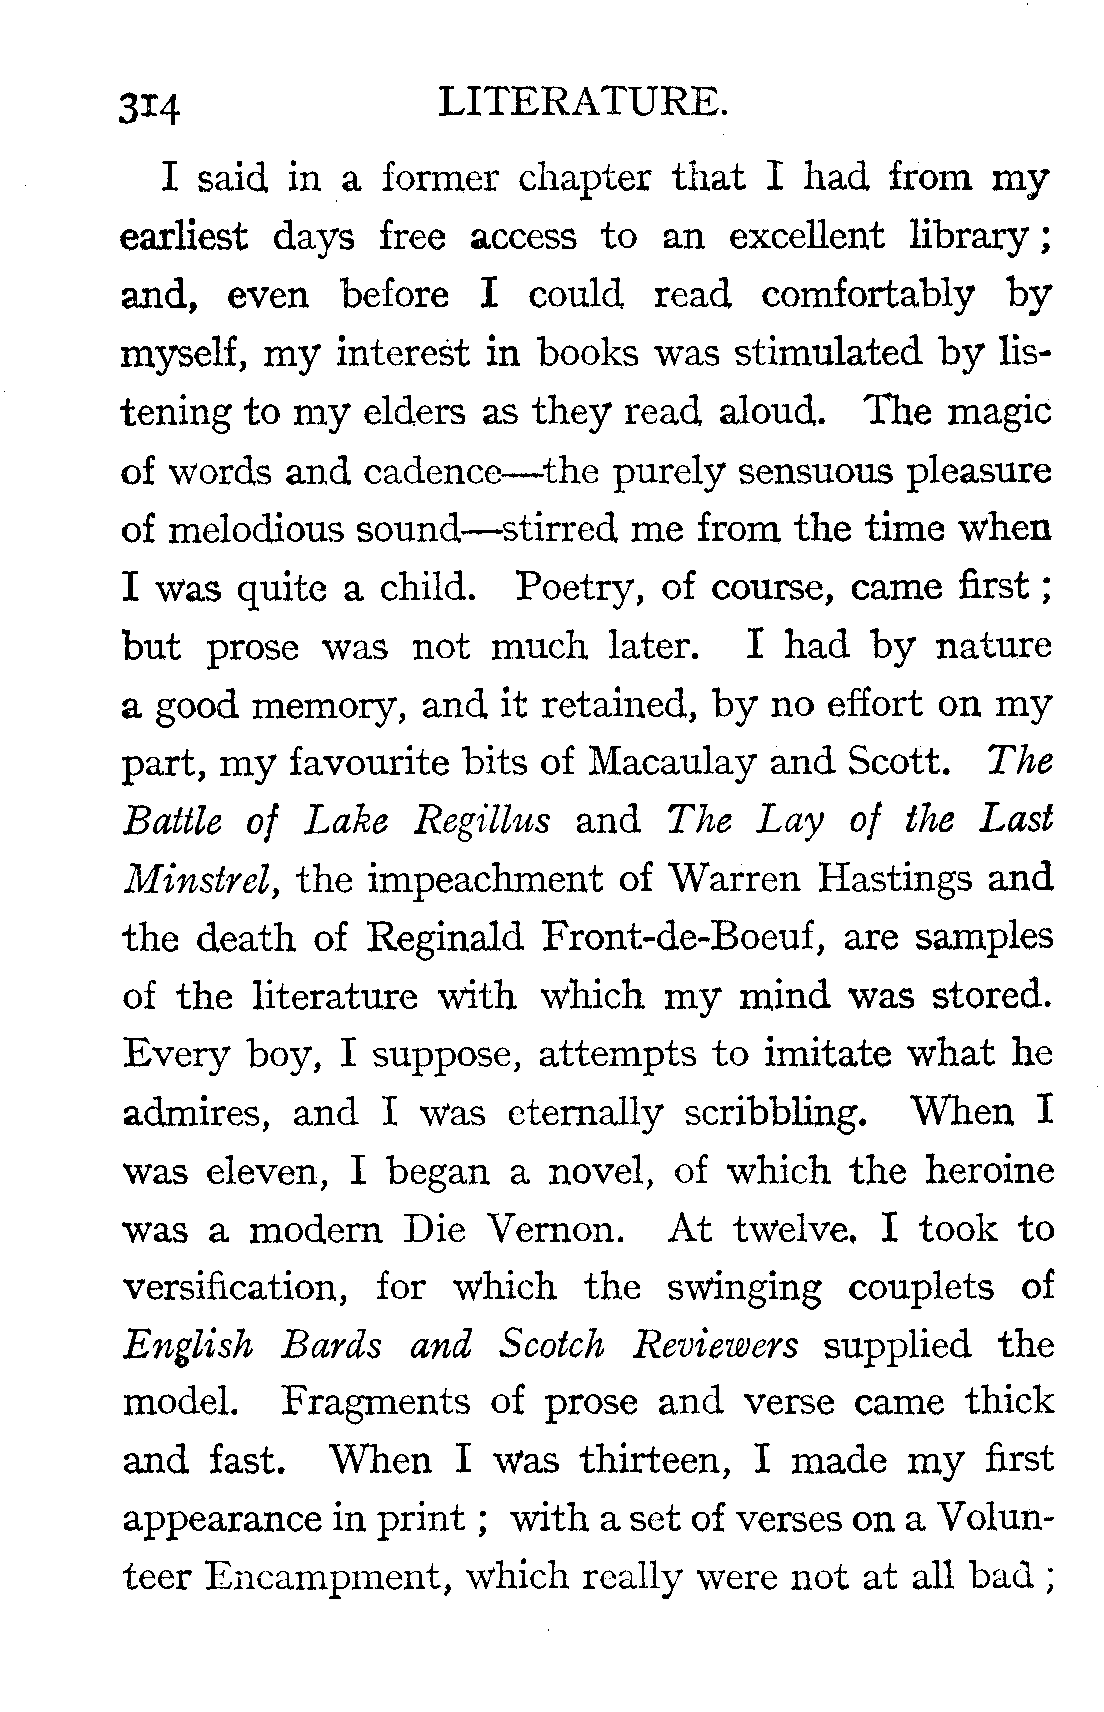 314 LITERATURE.
I said in a former chapter that I had from my
earliest days free access to an excellent library ;
and, even before I could read comfortably by
myself, my interest in books was stimulated by lis-
tening to my elders as they read aloud. The magic
of words and cadence—the purely sensuous pleasure
of melodious sound—stirred me from the time when
I was quite a child. Poetry, of course, came first ;
but prose was not much later. I had by nature
a good memory, and it retained, by no effort on my
part, my favourite bits of Macaulay and Scott. The
Battle of Lake Regillus and The Lay of the Last
Minstrel, the impeachment of Warren Hastings and
the death of Reginald Front-de-Boeuf, are samples
of the literature with which my mind was stored.
Every boy, I suppose, attempts to imitate what he
admires, and I was eternally scribbling. When I
was eleven, I began a novel, of which the heroine
was a modern Die Vernon. At twelve, I took to
versification, for which the swinging couplets of
English Bards and Scotch Reviewers supplied the
model. Fragments of prose and verse came thick
and fast. When I was thirteen, I made my first
appearance in print ; with a set of verses on a Volun-
teer Encampment, which really were not at all bad ;